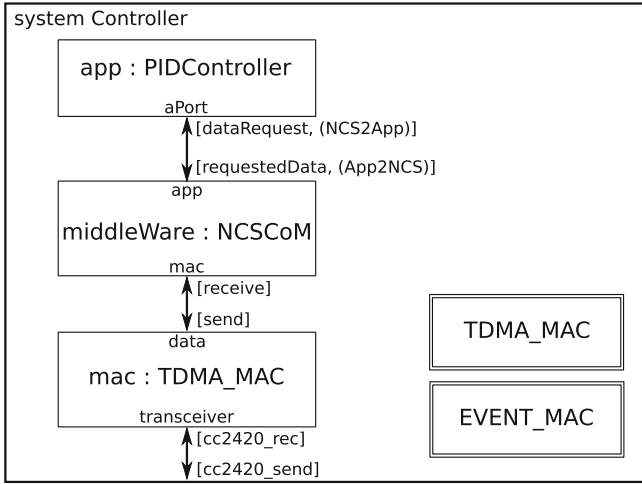 system Controller
app : PIDController
aPort
[dataRequest, (NCS2App)]
[requestedData, (App2NCS)]
app
middleWare : NCSCoM
mac
[receive]
[send]
data
mac : TDMA_MAC
transceiver
[cc2420_rec]
[cc2420_send]
TDMA_MAC
EVENT_MAC